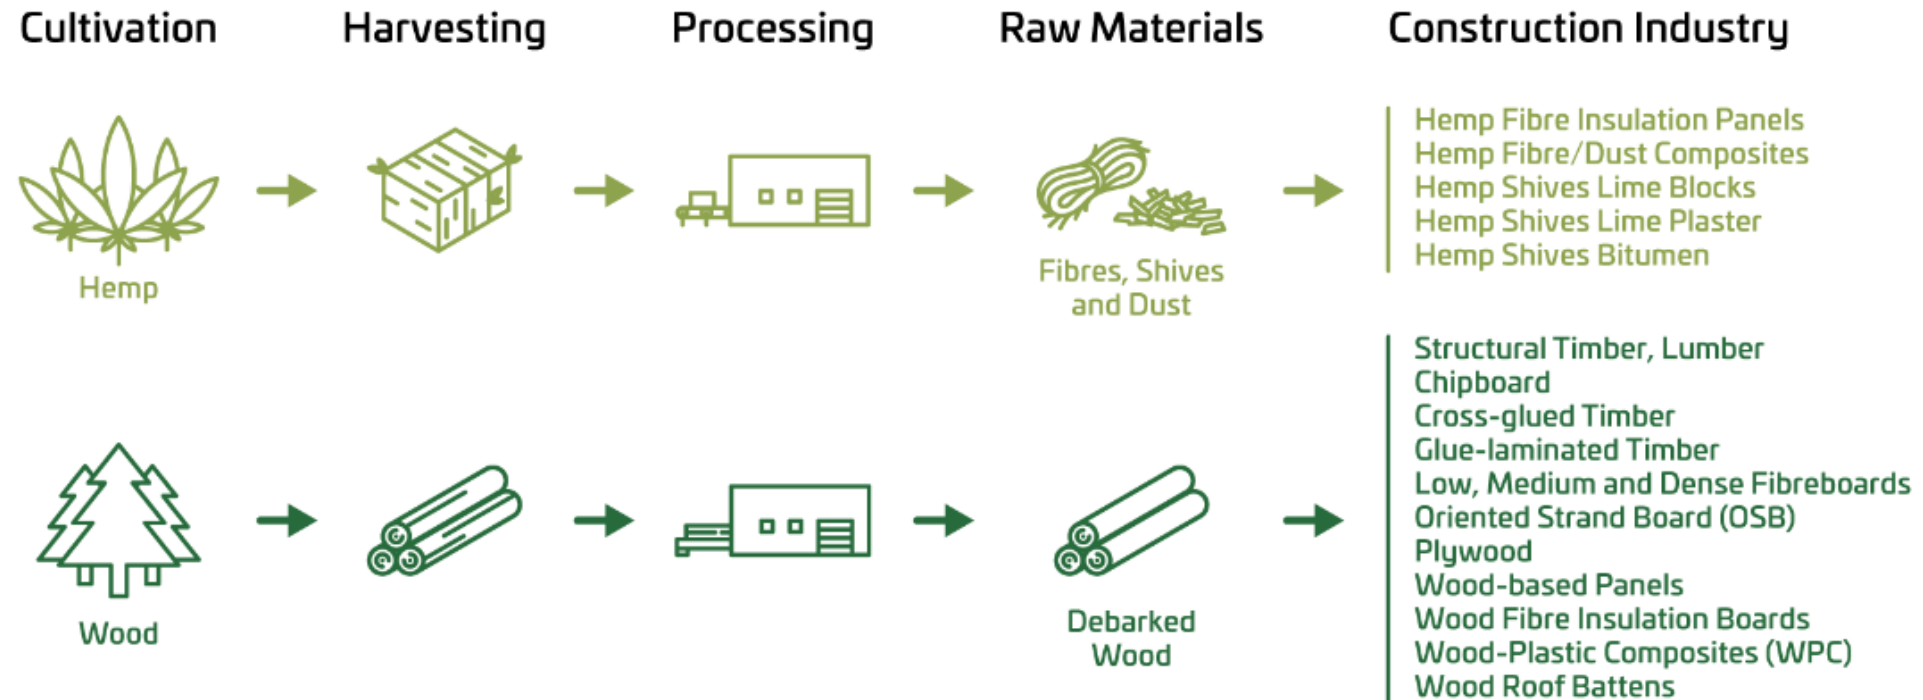 Cultivation
Harvesting
Processing
Raw Materials
Construction Industry
Hemp
Fibres, Shives
and Dust
Hemp Fibre Insulation Panels
Hemp Fibre/Dust Composites
Hemp Shives Lime Blocks
Hemp Shives Lime Plaster
Hemp Shives Bitumen
Wood
Debarked
Wood
Structural Timber, Lumber
Chipboard
Cross-glued Timber
Glue-laminated Timber
Low, Medium and Dense Fibreboards
Oriented Strand Board (OSB)
Plywood
Wood-based Panels
Wood Fibre Insulation Boards
Wood-Plastic Composites (WPC)
Wood Roof Battens